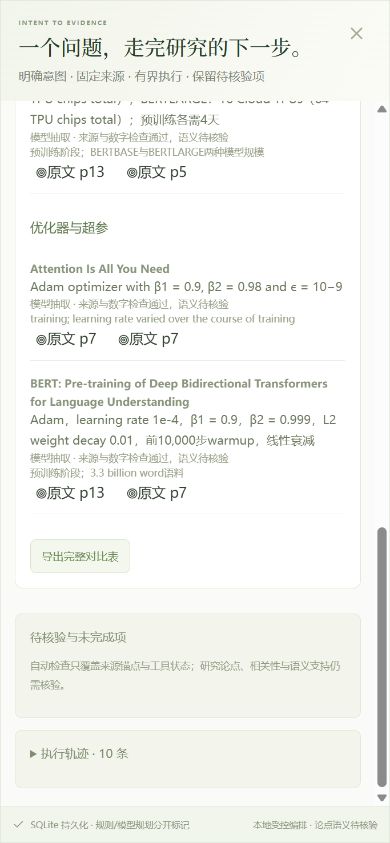 INTENT TO EVIDENCE
一个问题，走完研究的下一步。
明确意图 · 固定来源 · 有界执行 · 保留待核验项
TPU chips total），预训练各需4天
模型抽取 · 来源与数字检查通过，语义待核验
预训练阶段；BERTBASE与BERTLARGE两种模型规模
原文 p13 原文 p5
优化器与超参
Attention Is All You Need
Adam optimizer with β1 = 0.9, β2 = 0.98 and ϵ = 10−9
模型抽取 · 来源与数字检查通过，语义待核验
training; learning rate varied over the course of training
原文 p7 原文 p7
BERT: Pre-training of Deep Bidirectional Transformers
for Language Understanding
Adam，learning rate 1e-4，β1 = 0.9，β2 = 0.999，L2
weight decay 0.01，前10,000步warmup，线性衰减
模型抽取 · 来源与数字检查通过，语义待核验
预训练阶段；3.3 billion word语料
原文 p13 原文 p7
导出完整对比表
待核验与未完成项
自动检查只覆盖来源锚点与工具状态；研究论点、相关性与语义支持仍
需核验。
▶ 执行轨迹 · 10 条
SQLite 持久化 · 规则/模型规划分开标记
本地受控编排 · 论点语义待核验